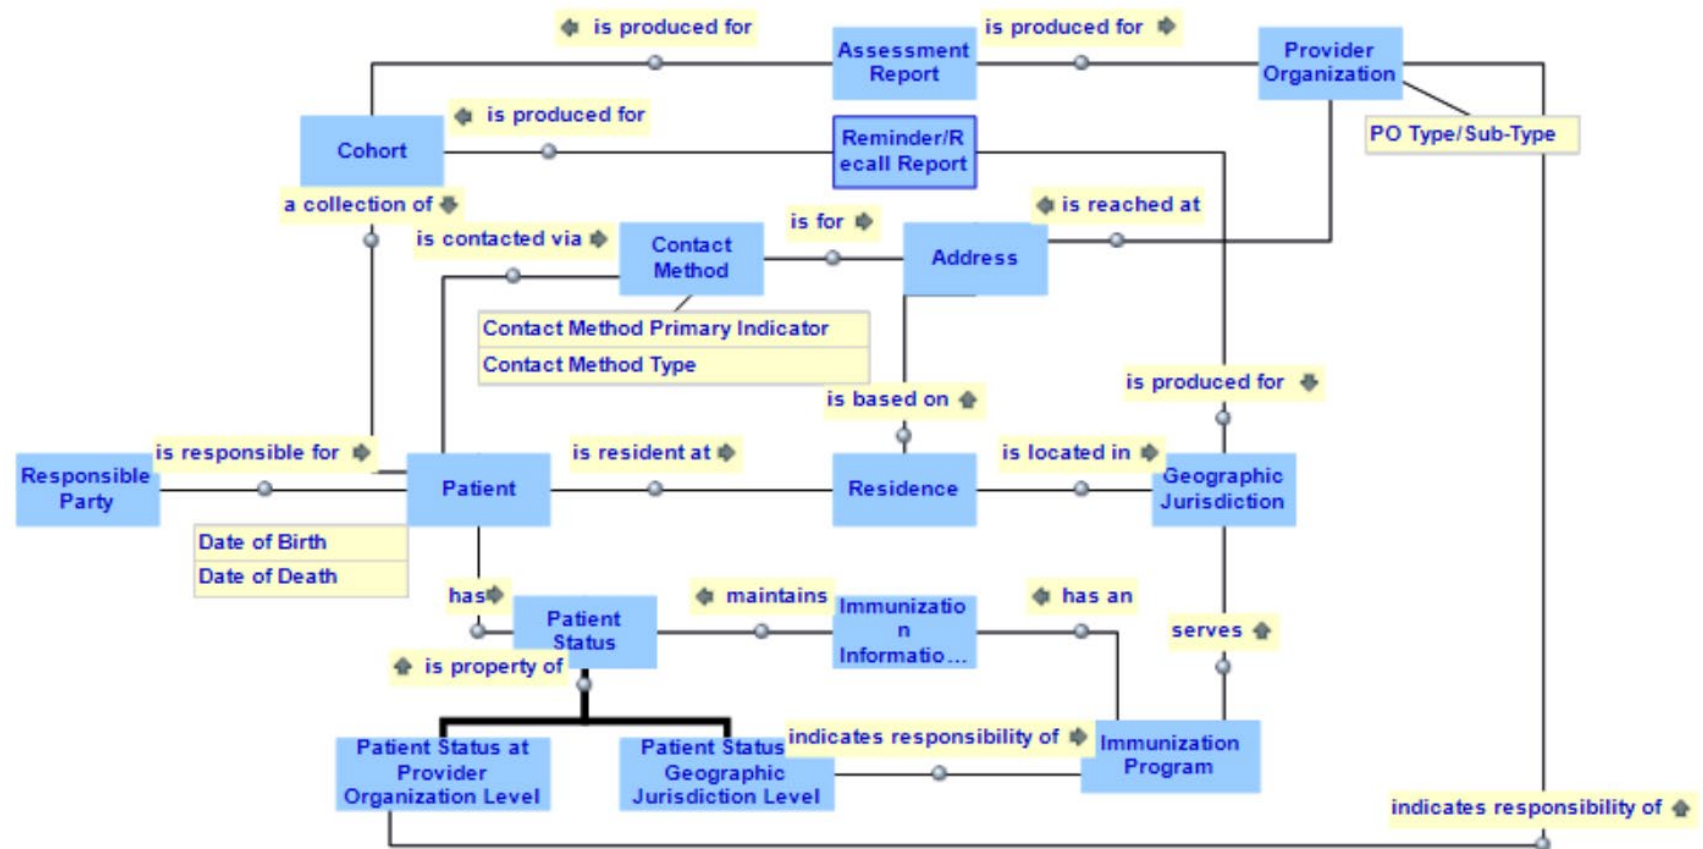 is produced for
is produced for
Assessment
Report
Provider
Organization
is produced for
PO Type/Sub-Type
Cohort
Reminder/R
ecall Report
a collection of
is reached at
is for
is contacted via
Contact
Method
Address
Contact Method Primary Indicator
Contact Method Type
is produced for
is based on
is responsible for
is resident at
is located in
Responsible
Party
Patient
Residence
Geographic
Jurisdiction
Date of Birth
Date of Death
has
maintains
has an
Patient
Status
Immunizatio
n
Informatio...
serves
is property of
indicates responsibility of
Patient Status at
Provider
Organization Level
Patient Status
Geographic
Jurisdiction Level
Immunization
Program
indicates responsibility of